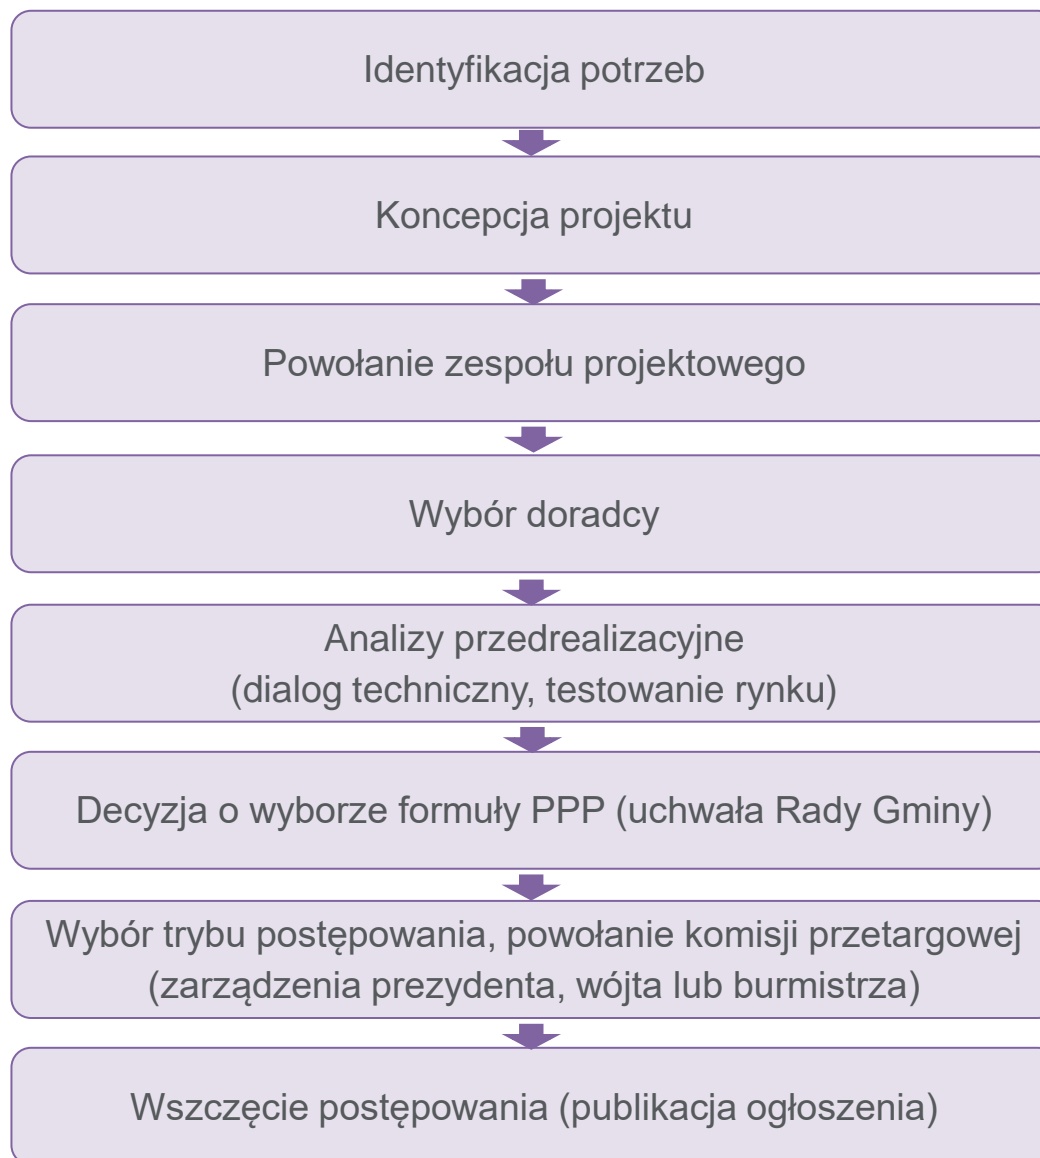 Identyfikacja potrzeb
Koncepcja projektu
Powołanie zespołu projektowego
Wybór doradcy
Analizy przedrealizacyjne
(dialog techniczny, testowanie rynku)
Decyzja o wyborze formuły PPP (uchwała Rady Gminy)
Wybór trybu postępowania, powołanie komisji przetargowej
(zarządzenia prezydenta, wójta lub burmistrza)
Wszczęcie postępowania (publikacja ogłoszenia)